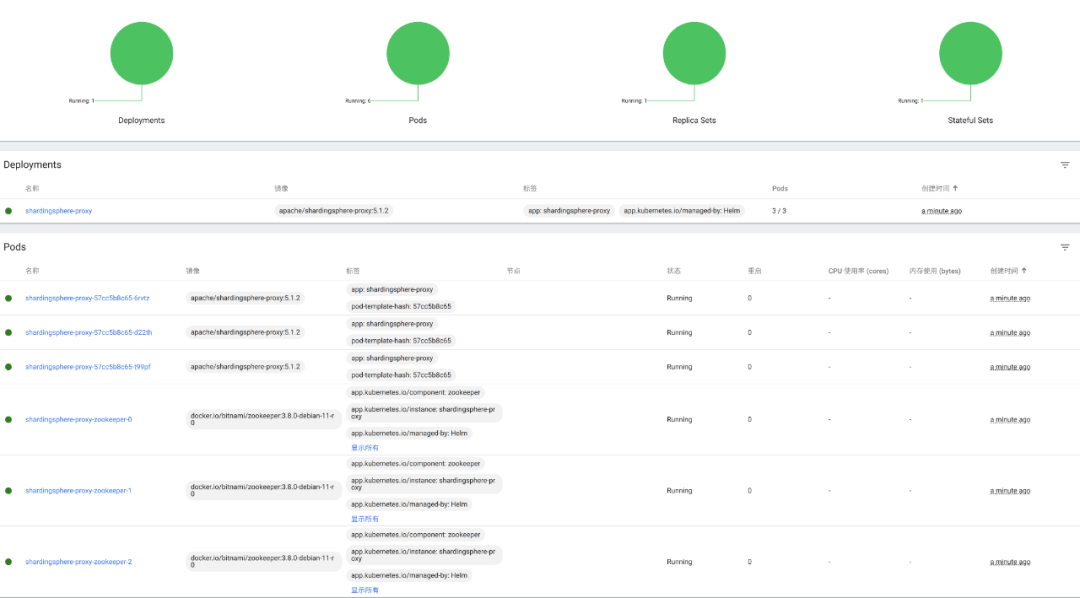 Running: 1
Running: 6
Running: 1
Running: 1
Deployments
Pods
Replica Sets
Stateful Sets
Deployments
名称 镜像 标签 Pods 创建时间 ↑
shardingsphere-proxy apache/shardingsphere-proxy:5.1.2 app: shardingsphere-proxy app.kubernetes.io/managed-by: Helm 3 / 3 a minute ago
Pods
名称 镜像 标签 节点 状态 重启 CPU 使用率 (cores) 内存使用 (bytes) 创建时间 ↑
app: shardingsphere-proxy
shardingsphere-proxy-57cc5b8c65-6rvtz apache/shardingsphere-proxy:5.1.2 Running 0 - - a minute ago
pod-template-hash: 57cc5b8c65
app: shardingsphere-proxy
shardingsphere-proxy-57cc5b8c65-d22th apache/shardingsphere-proxy:5.1.2 Running 0 - - a minute ago
pod-template-hash: 57cc5b8c65
app: shardingsphere-proxy
shardingsphere-proxy-57cc5b8c65-t99pf apache/shardingsphere-proxy:5.1.2 Running 0 - - a minute ago
pod-template-hash: 57cc5b8c65
app.kubernetes.io/component: zookeeper
shardingsphere-proxy-zookeeper-0 docker.io/bitnami/zookeeper:3.8.0-debian-11-r
0
app.kubernetes.io/instance: shardingsphere-pr
oxy
Running 0 - - a minute ago
app.kubernetes.io/managed-by: Helm
显示所有
app.kubernetes.io/component: zookeeper
shardingsphere-proxy-zookeeper-1 docker.io/bitnami/zookeeper:3.8.0-debian-11-r
0
app.kubernetes.io/instance: shardingsphere-pr
oxy
Running 0 - - a minute ago
app.kubernetes.io/managed-by: Helm
显示所有
app.kubernetes.io/component: zookeeper
shardingsphere-proxy-zookeeper-2 docker.io/bitnami/zookeeper:3.8.0-debian-11-r
0
app.kubernetes.io/instance: shardingsphere-pr
oxy
Running 0 - - a minute ago
app.kubernetes.io/managed-by: Helm
显示所有